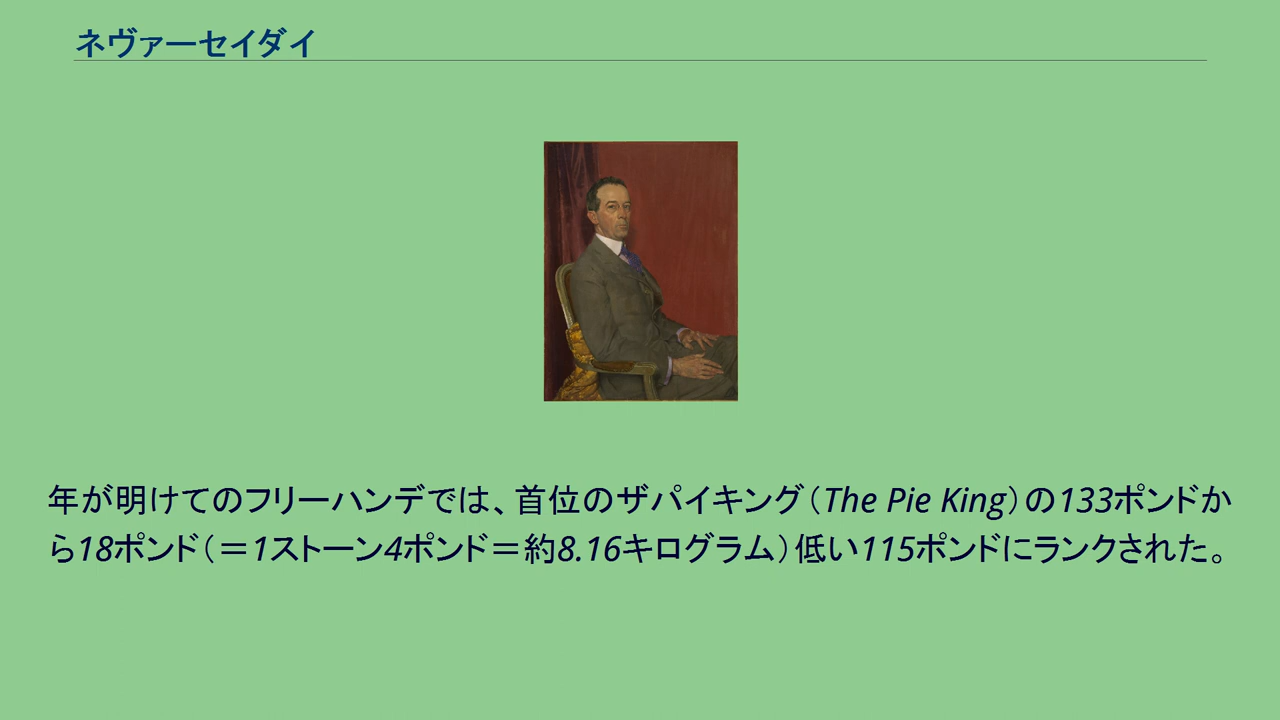 ネヴァーセイダイ
年が明けてのフリーハンデでは、首位のザパイキング（The Pie King）の133ポンドか
ら18ポンド（＝1ストーン4ポンド＝約8.16キログラム）低い115ポンドにランクされた。